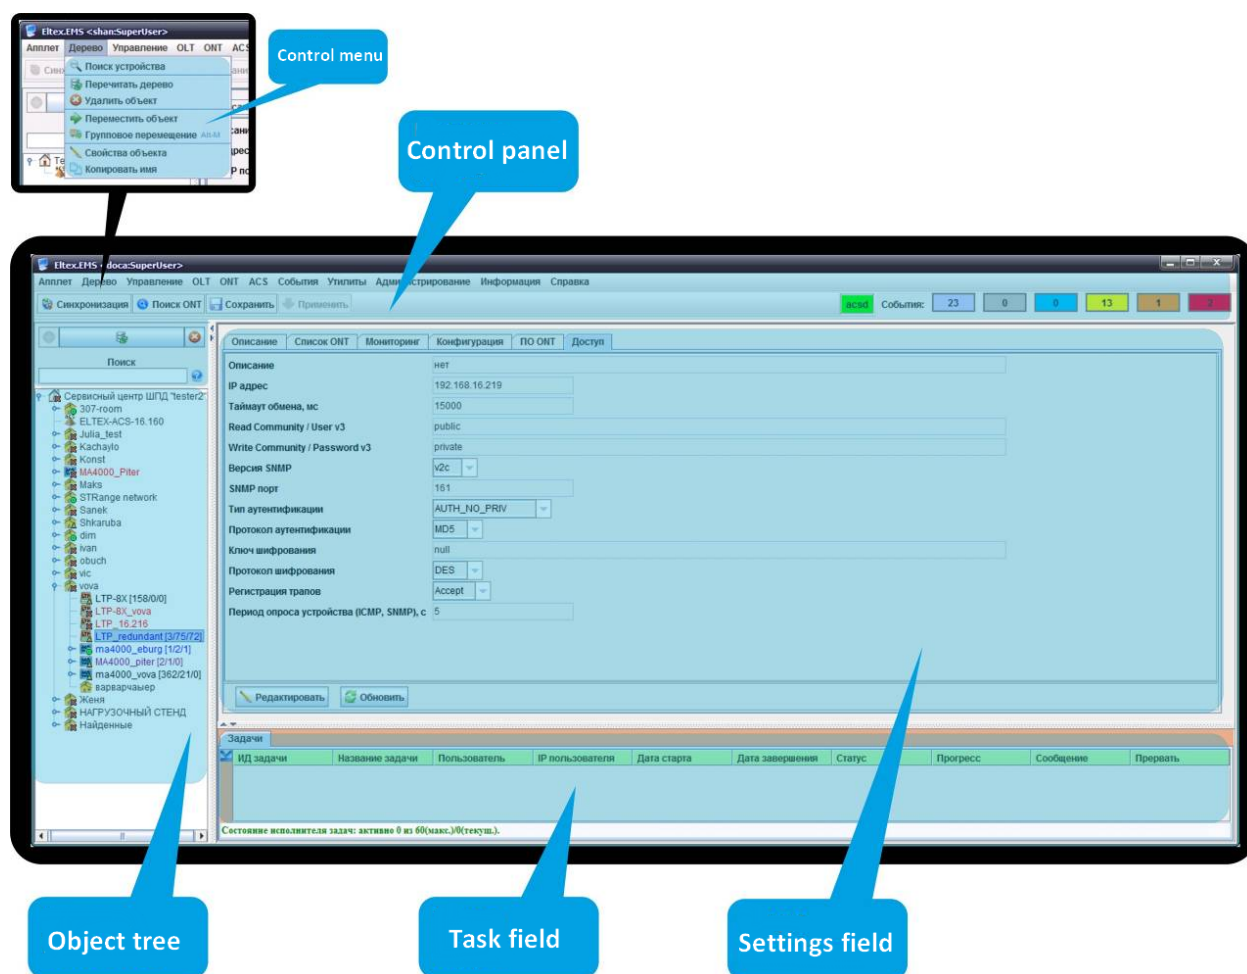 Eltex.EMS <shan:SuperUser>
Апплет Дерево Управление OLT ONT ACS
Поиск устройства
Перечитать дерево
Удалить объект
Переместить объект
Групповое перемещение Alt-M
Свойства объекта
Копировать имя
Control menu
Control panel
Eltex.EMS <doca:SuperUser>
Апплет Дерево Управление OLT ONT ACS События Утилиты Администрирование Информация Справка
Синхронизация Поиск ONT Сохранить Применить acsd События: 23 0 0 13 1 2
Поиск
Сервисный центр ШПД "tester2"
307-room
ELTEX-ACS-16.160
Julia_test
Kachaylo
Konst
MA4000_Piter
Maks
STRange network
Sanek
Shkaruba
dim
ivan
obuch
vic
vova
LTP-8X [158/0/0]
LTP-8X_vova
LTP_16.216
LTP_redundant [3/75/72]
ma4000_eburg [1/2/1]
MA4000_piter [2/1/0]
ma4000_vova [362/21/0]
варварчаыер
Женя
НАГРУЗОЧНЫЙ СТЕНД
Найденные
Описание Список ONT Мониторинг Конфигурация ПО ONT Доступ
Описание нет
IP адрес 192.168.16.219
Таймаут обмена, мс 15000
Read Community / User v3 public
Write Community / Password v3 private
Версия SNMP v2c
SNMP порт 161
Тип аутентификации AUTH_NO_PRIV
Протокол аутентификации MD5
Ключ шифрования null
Протокол шифрования DES
Регистрация трапов Accept
Период опроса устройства (ICMP, SNMP), с 5
Редактировать Обновить
Задачи
ИД задачи Название задачи Пользователь IP пользователя Дата старта Дата завершения Статус Прогресс Сообщение Прервать
Состояние исполнителя задач: активно 0 из 60(макс.)/0(текущ.).
Object tree
Task field
Settings field